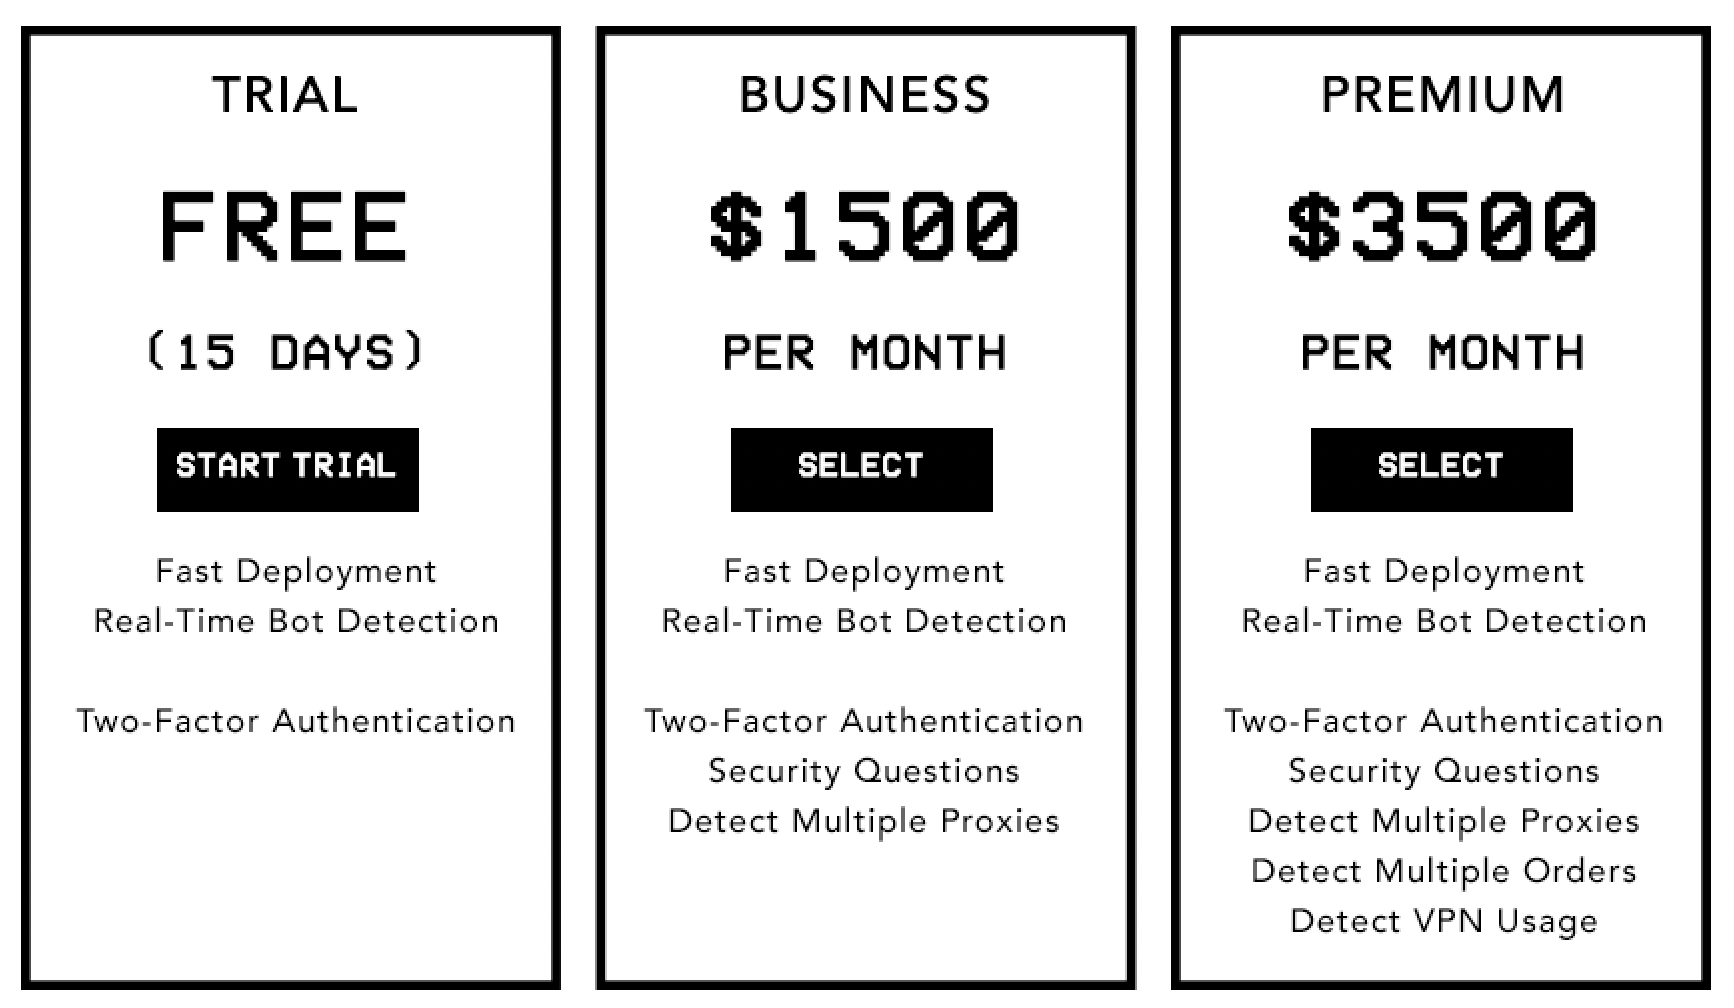 TRIAL
FREE
(15 DAYS)
START TRIAL
Fast Deployment
Real-Time Bot Detection
Two-Factor Authentication
BUSINESS
$1500
PER MONTH
SELECT
Fast Deployment
Real-Time Bot Detection
Two-Factor Authentication
Security Questions
Detect Multiple Proxies
PREMIUM
$3500
PER MONTH
SELECT
Fast Deployment
Real-Time Bot Detection
Two-Factor Authentication
Security Questions
Detect Multiple Proxies
Detect Multiple Orders
Detect VPN Usage